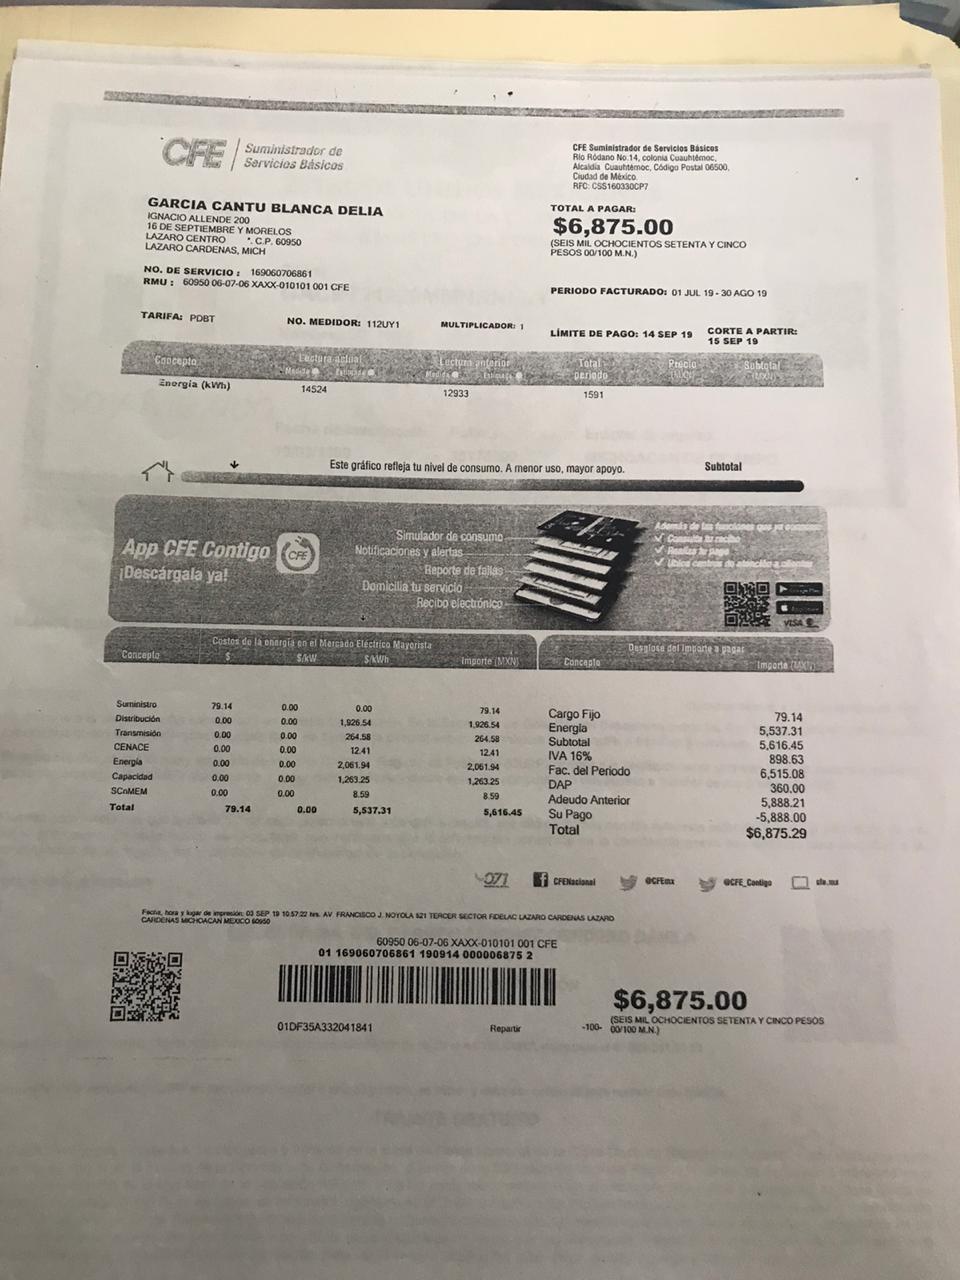 CFE Suministrador de
Servicios Básicos
CFE Suministrador de Servicios Básicos
Río Ródano No.14, colonia Cuauhtémoc,
Alcaldía Cuauhtémoc, Código Postal 06500,
Ciudad de México.
RFC: CSS160330CP7
GARCIA CANTU BLANCA DELIA
IGNACIO ALLENDE 200
16 DE SEPTIEMBRE Y MORELOS
LAZARO CENTRO *. C.P. 60950
LAZARO CARDENAS, MICH
TOTAL A PAGAR:
$6,875.00
(SEIS MIL OCHOCIENTOS SETENTA Y CINCO
PESOS 00/100 M.N.)
NO. DE SERVICIO : 169060706861
RMU : 60950 06-07-06 XAXX-010101 001 CFE
PERIODO FACTURADO: 01 JUL 19 - 30 AGO 19
TARIFA: PDBT NO. MEDIDOR: 112UY1 MULTIPLICADOR: 1
LÍMITE DE PAGO: 14 SEP 19 CORTE A PARTIR:
15 SEP 19
Concepto Lectura actual Lectura anterior Total Precio Subtotal
Medida Estimada Medida Estimada periodo (MXN) (MXN)
Energía (kWh) 14524 12933 1591
Este gráfico refleja tu nivel de consumo. A menor uso, mayor apoyo. Subtotal
App CFE Contigo
¡Descárgala ya!
CFE
Simulador de consumo
Notificaciones y alertas
Reporte de fallas
Domicilia tu servicio
Recibo electrónico
Además de las funciones que ya conoces:
Consulta tu recibo
Realiza tu pago
Ubica centros de atención a clientes
Google Play
App Store
VISA
Costos de la energía en el Mercado Eléctrico Mayorista
Concepto $ $/kW $/kWh Importe (MXN)
Suministro 79.14 0.00 0.00 79.14
Distribución 0.00 0.00 1,926.54 1,926.54
Transmisión 0.00 0.00 264.58 264.58
CENACE 0.00 0.00 12.41 12.41
Energía 0.00 0.00 2,061.94 2,061.94
Capacidad 0.00 0.00 1,263.25 1,263.25
SCnMEM 0.00 0.00 8.59 8.59
Total 79.14 0.00 5,537.31 5,616.45
Desglose del importe a pagar
Concepto Importe (MXN)
Cargo Fijo 79.14
Energía 5,537.31
Subtotal 5,616.45
IVA 16% 898.63
Fac. del Periodo 6,515.08
DAP 360.00
Adeudo Anterior 5,888.21
Su Pago -5,888.00
Total $6,875.29
071 CFENacional @CFEmx @CFE_Contigo cfe.mx
Fecha, hora y lugar de impresión: 03 SEP 19 10:57:22 hrs. AV FRANCISCO J. NOYOLA 521 TERCER SECTOR FIDELAC LAZARO CARDENAS LAZARO
CARDENAS MICHOACAN MEXICO 60950
60950 06-07-06 XAXX-010101 001 CFE
01 169060706861 190914 000006875 2
01DF35A332041841 Repartir -100-
$6,875.00
(SEIS MIL OCHOCIENTOS SETENTA Y CINCO PESOS
00/100 M.N.)